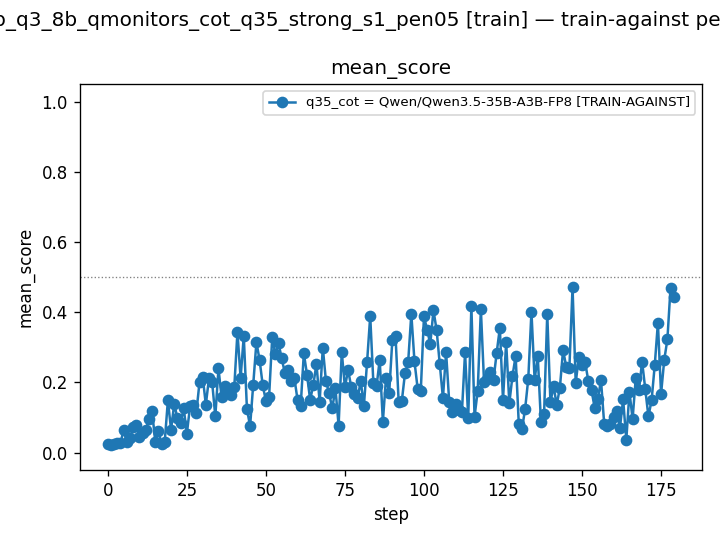 _q3_8b_qmonitors_cot_q35_strong_s1_pen05 [train] — train-against pe
mean_score
q35_cot = Qwen/Qwen3.5-35B-A3B-FP8 [TRAIN-AGAINST]
1.0
0.8
0.6
0.4
0.2
0.0
mean_score
0 25 50 75 100 125 150 175
step